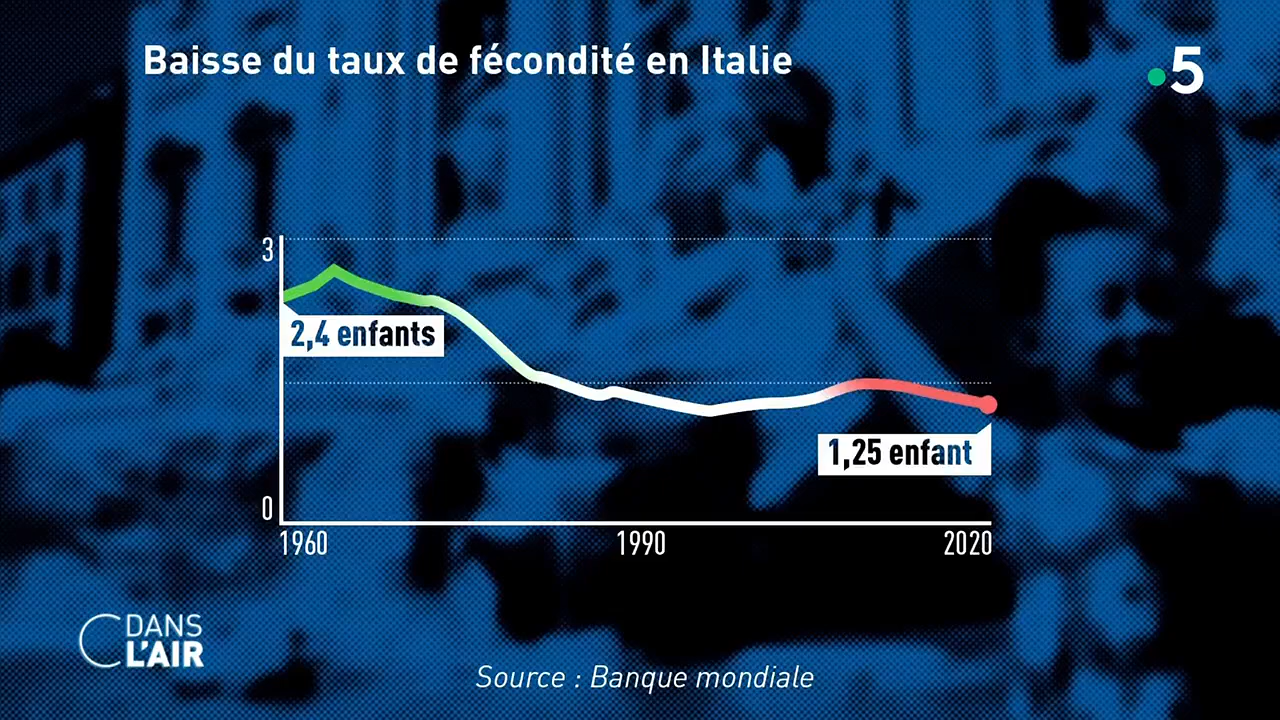 Baisse du taux de fécondité en Italie
5
3
2,4 enfants
1,25 enfant
0
1960 1990 2020
C DANS
L'AIR
Source : Banque mondiale